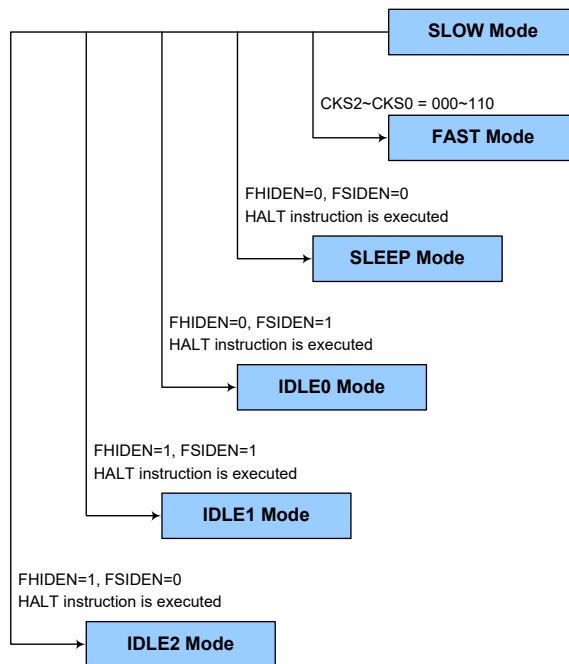 SLOW Mode
CKS2~CKS0 = 000~110
FAST Mode
FHIDEN=0, FSIDEN=0
HALT instruction is executed
SLEEP Mode
FHIDEN=0, FSIDEN=1
HALT instruction is executed
IDLE0 Mode
FHIDEN=1, FSIDEN=1
HALT instruction is executed
IDLE1 Mode
FHIDEN=1, FSIDEN=0
HALT instruction is executed
IDLE2 Mode